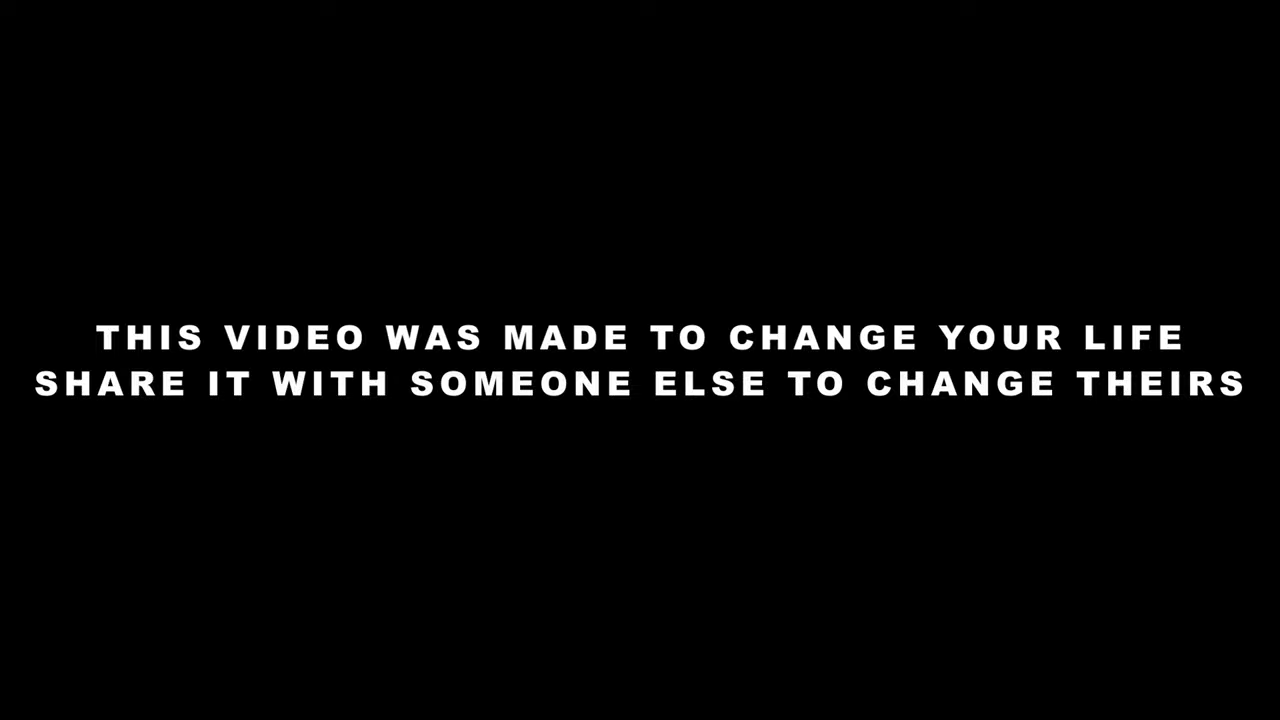 THIS VIDEO WAS MADE TO CHANGE YOUR LIFE
SHARE IT WITH SOMEONE ELSE TO CHANGE THEIRS